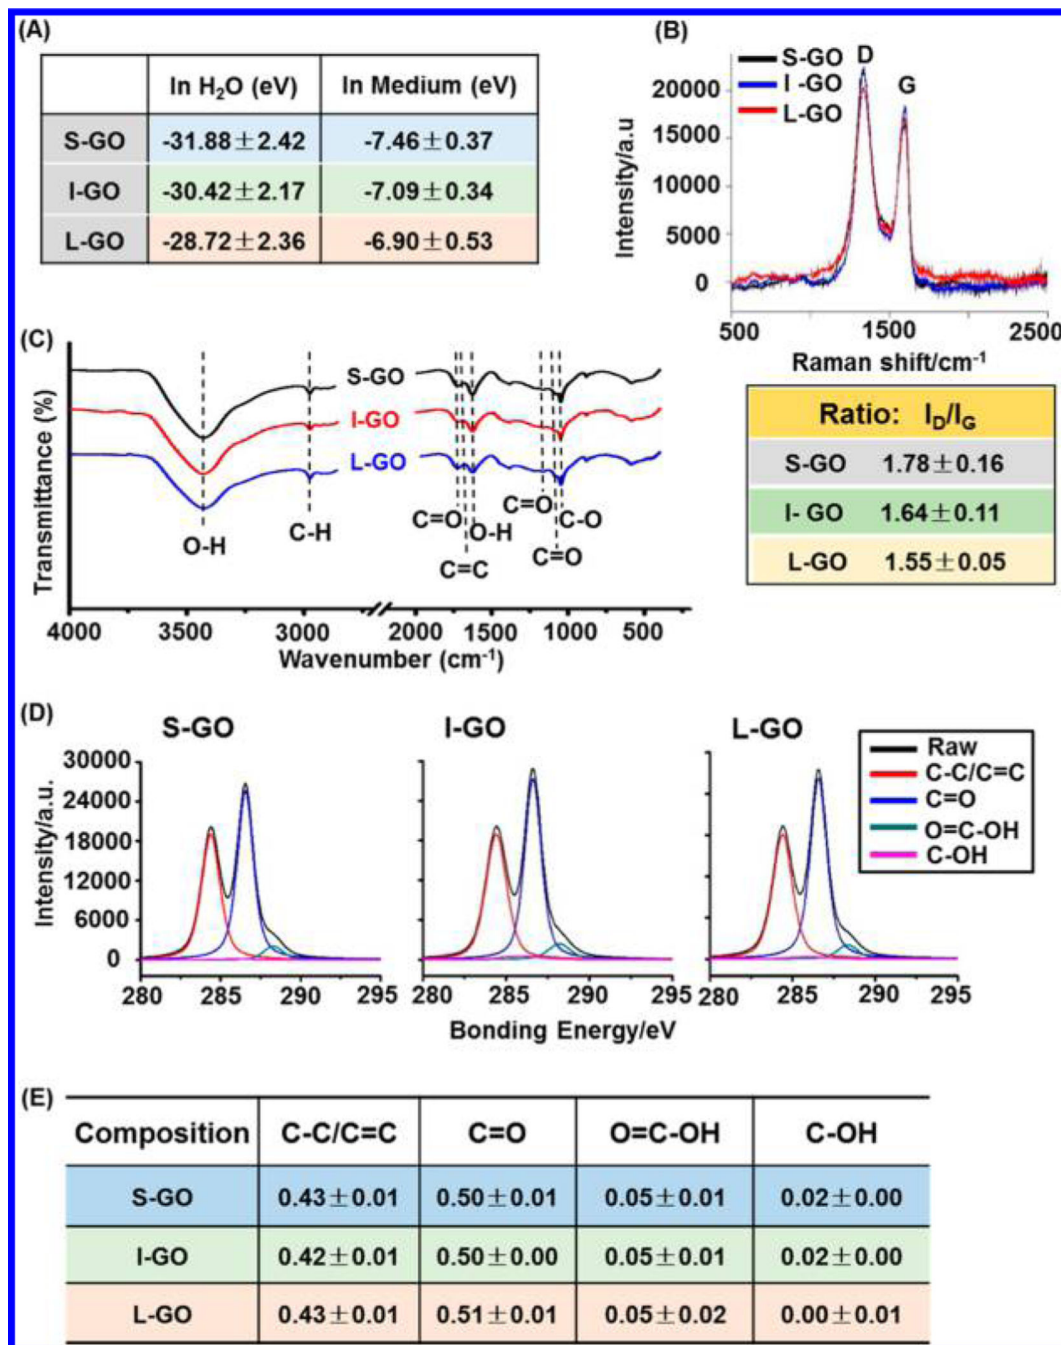 (A)
In H₂O (eV) In Medium (eV)
S-GO -31.88±2.42 -7.46±0.37
I-GO -30.42±2.17 -7.09±0.34
L-GO -28.72±2.36 -6.90±0.53
(B)
S-GO
I -GO
L-GO
D
G
Intensity/a.u
20000
15000
10000
5000
0
500 1500 2500
Raman shift/cm⁻¹
Ratio: I_D/I_G
S-GO 1.78±0.16
I- GO 1.64±0.11
L-GO 1.55±0.05
(C)
Transmittance (%)
S-GO
I-GO
L-GO
O-H
C-H
C=O
C=C
O-H
C=O
C=O
C-O
4000 3500 3000 2000 1500 1000 500
Wavenumber (cm⁻¹)
(D)
S-GO I-GO L-GO
Intensity/a.u.
30000
24000
18000
12000
6000
0
280 285 290 295 280 285 290 295 280 285 290 295
Bonding Energy/eV
Raw
C-C/C=C
C=O
O=C-OH
C-OH
(E)
Composition C-C/C=C C=O O=C-OH C-OH
S-GO 0.43±0.01 0.50±0.01 0.05±0.01 0.02±0.00
I-GO 0.42±0.01 0.50±0.00 0.05±0.01 0.02±0.00
L-GO 0.43±0.01 0.51±0.01 0.05±0.02 0.00±0.01